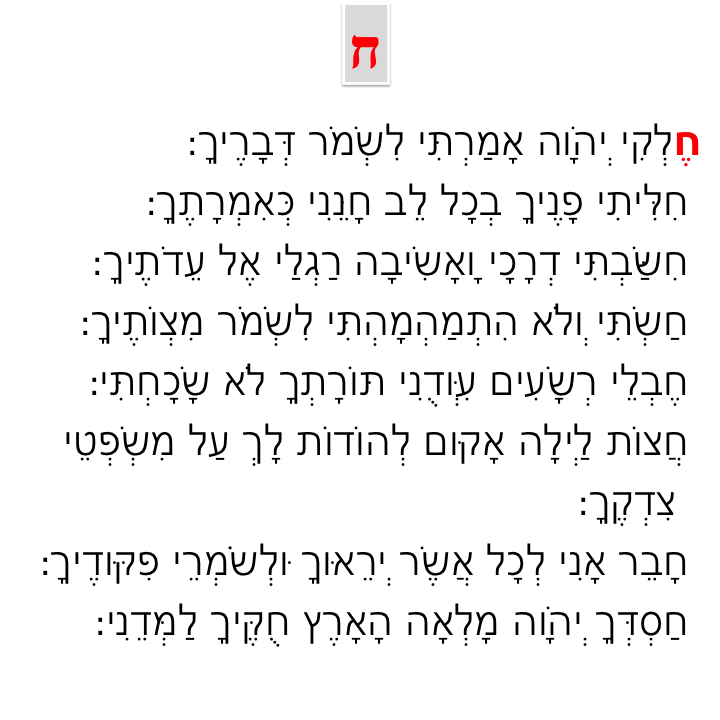 ח
חֶלְקִי יְהֹוָה אָמַרְתִּי לִשְׁמֹר דְּבָרֶיךָ:
חִלִּיתִי פָנֶיךָ בְכָל לֵב חָנֵּנִי כְּאִמְרָתֶךָ:
חִשַּׁבְתִּי דְרָכָי וָאָשִׁיבָה רַגְלַי אֶל עֵדֹתֶיךָ:
חַשְׁתִּי וְלֹא הִתְמַהְמָהְתִּי לִשְׁמֹר מִצְוֹתֶיךָ:
חֶבְלֵי רְשָׁעִים עִוְּדֻנִי תּוֹרָתְךָ לֹא שָׁכָחְתִּי:
חֲצוֹת לַיְלָה אָקוּם לְהוֹדוֹת לָךְ עַל מִשְׁפְּטֵי
צִדְקֶךָ:
חָבֵר אָנִי לְכָל אֲשֶׁר יְרֵאוּךָ וּלְשֹׁמְרֵי פִּקּוּדֶיךָ:
חַסְדְּךָ יְהֹוָה מָלְאָה הָאָרֶץ חֻקֶּיךָ לַמְּדֵנִי: